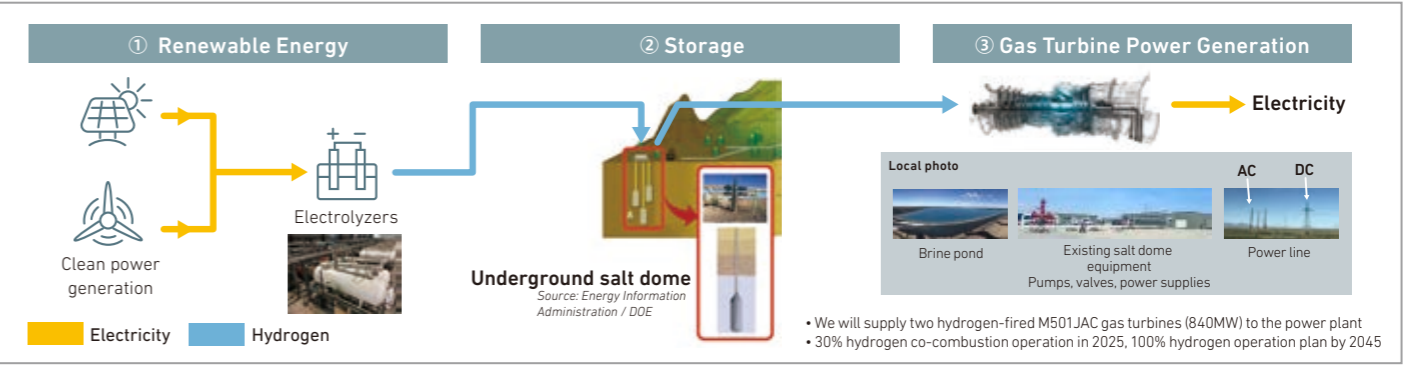 ① Renewable Energy
② Storage
③ Gas Turbine Power Generation
Electricity
Electrolyzers
Clean power
generation
Underground salt dome
Source: Energy Information
Administration / DOE
Local photo
AC
DC
Brine pond
Existing salt dome
equipment
Pumps, valves, power supplies
Power line
Electricity
Hydrogen
• We will supply two hydrogen-fired M501JAC gas turbines (840MW) to the power plant
• 30% hydrogen co-combustion operation in 2025, 100% hydrogen operation plan by 2045